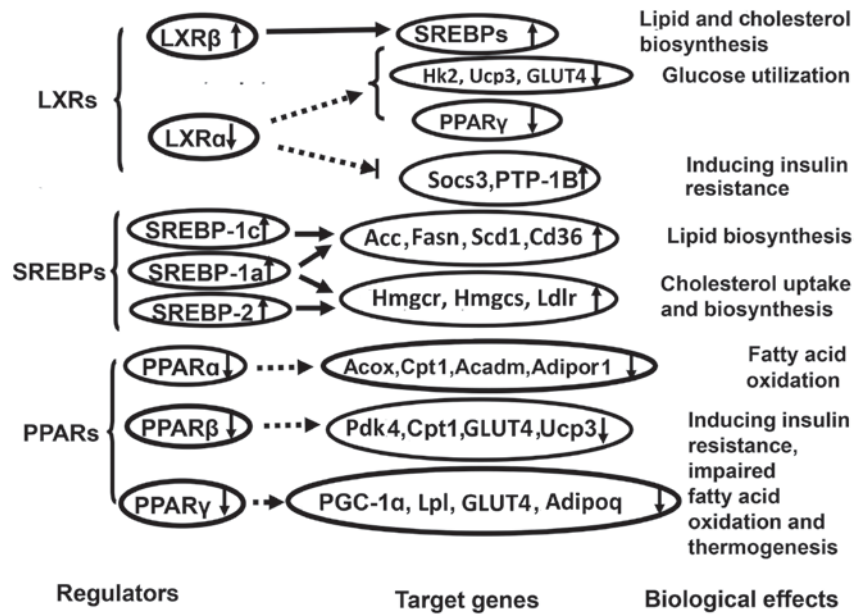 LXRs
LXRβ ↑
LXRα ↓
SREBPs ↑
Hk2, Ucp3, GLUT4 ↓
PPARγ ↓
Socs3,PTP-1B ↑
Lipid and cholesterol
biosynthesis
Glucose utilization
Inducing insulin
resistance
SREBPs
SREBP-1c ↑
SREBP-1a ↑
SREBP-2 ↑
Acc,Fasn, Scd1,Cd36 ↑
Hmgcr, Hmgcs, Ldlr ↑
Lipid biosynthesis
Cholesterol uptake
and biosynthesis
PPARs
PPARα ↓
PPARβ ↓
PPARγ ↓
Acox,Cpt1,Acadm,Adipor1 ↓
Pdk4,Cpt1,GLUT4,Ucp3 ↓
PGC-1α, Lpl, GLUT4, Adipoq ↓
Fatty acid
oxidation
Inducing insulin
resistance,
impaired
fatty acid
oxidation and
thermogenesis
Regulators
Target genes
Biological effects